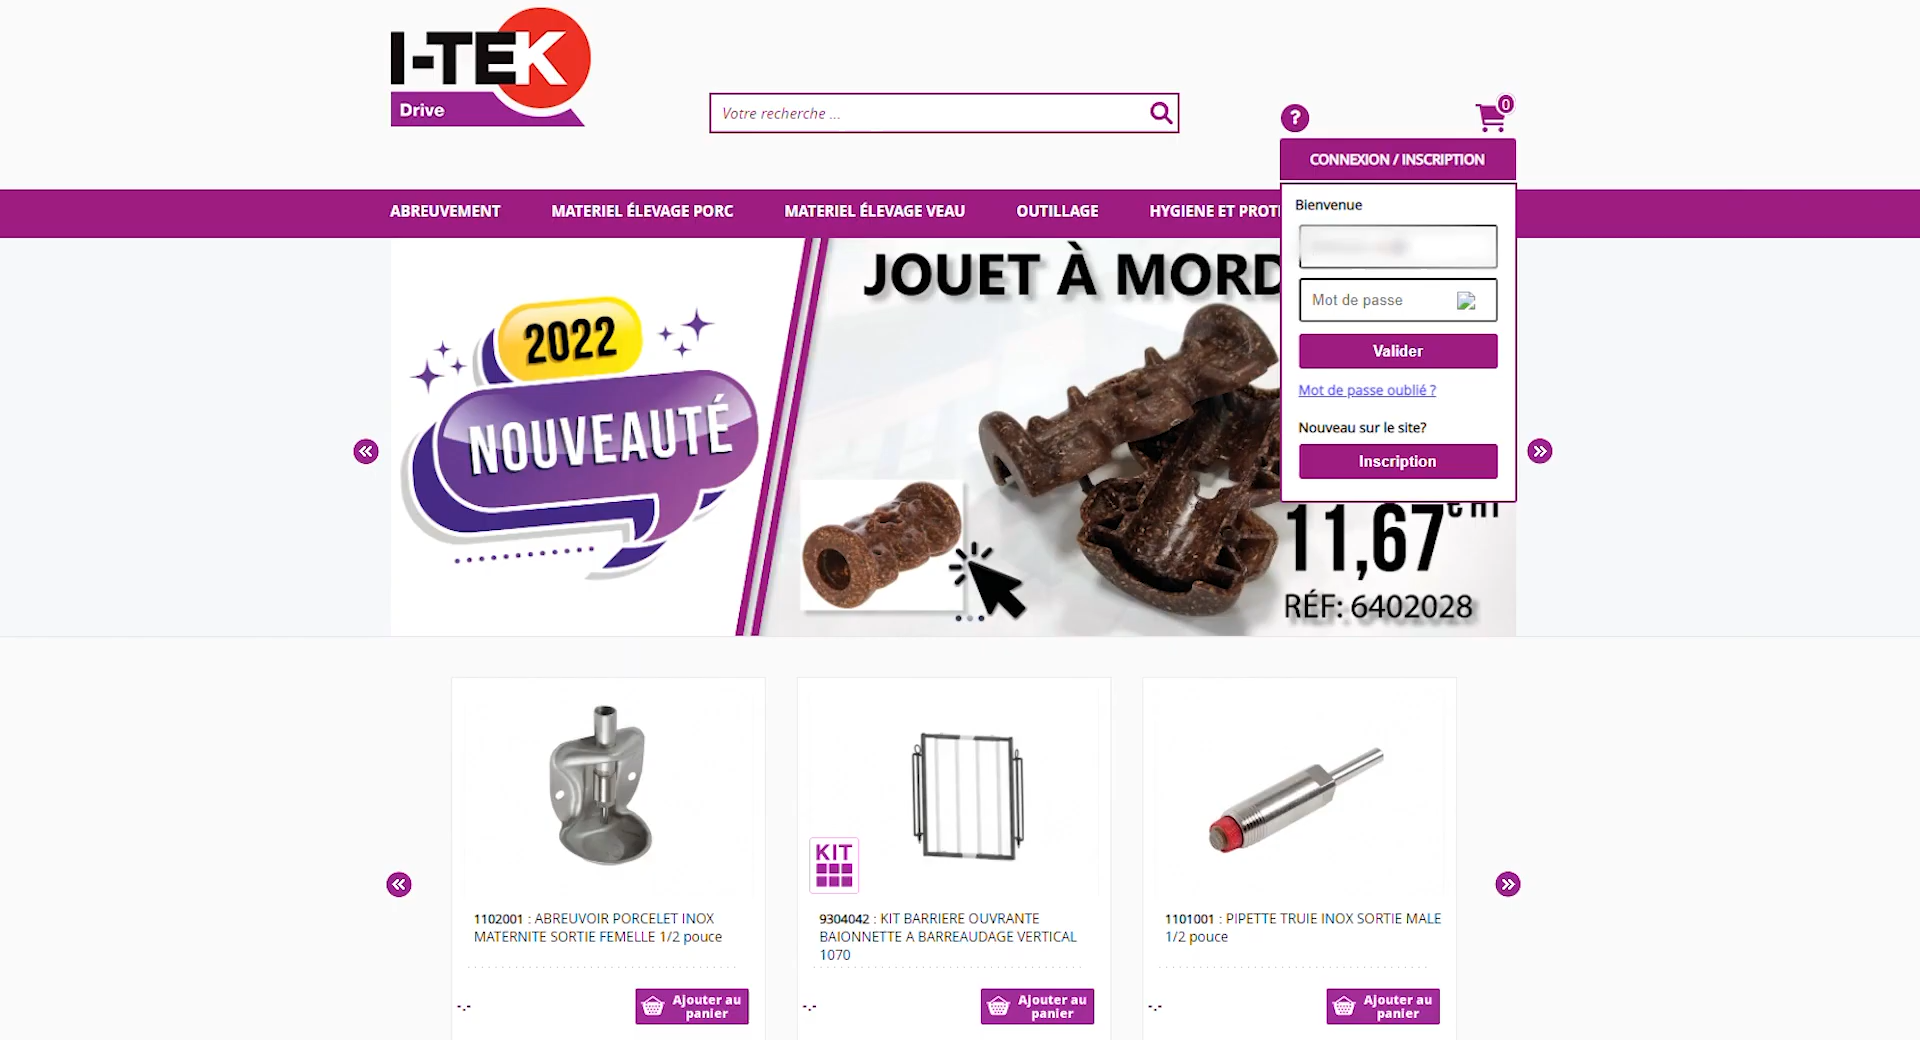 I-TEK
Drive
Votre recherche ...
?
0
CONNEXION / INSCRIPTION
ABREUVEMENT
MATERIEL ÉLEVAGE PORC
MATERIEL ÉLEVAGE VEAU
OUTILLAGE
HYGIENE ET PROT
Bienvenue
Mot de passe
Valider
Mot de passe oublié ?
Nouveau sur le site?
Inscription
2022
NOUVEAUTÉ
JOUET À MORD
11,67
RÉF: 6402028
KIT
1102001 : ABREUVOIR PORCELET INOX
MATERNITE SORTIE FEMELLE 1/2 pouce
-.-
Ajouter au
panier
9304042 : KIT BARRIERE OUVRANTE
BAIONNETTE A BARREAUDAGE VERTICAL
1070
-.-
Ajouter au
panier
1101001 : PIPETTE TRUIE INOX SORTIE MALE
1/2 pouce
-.-
Ajouter au
panier